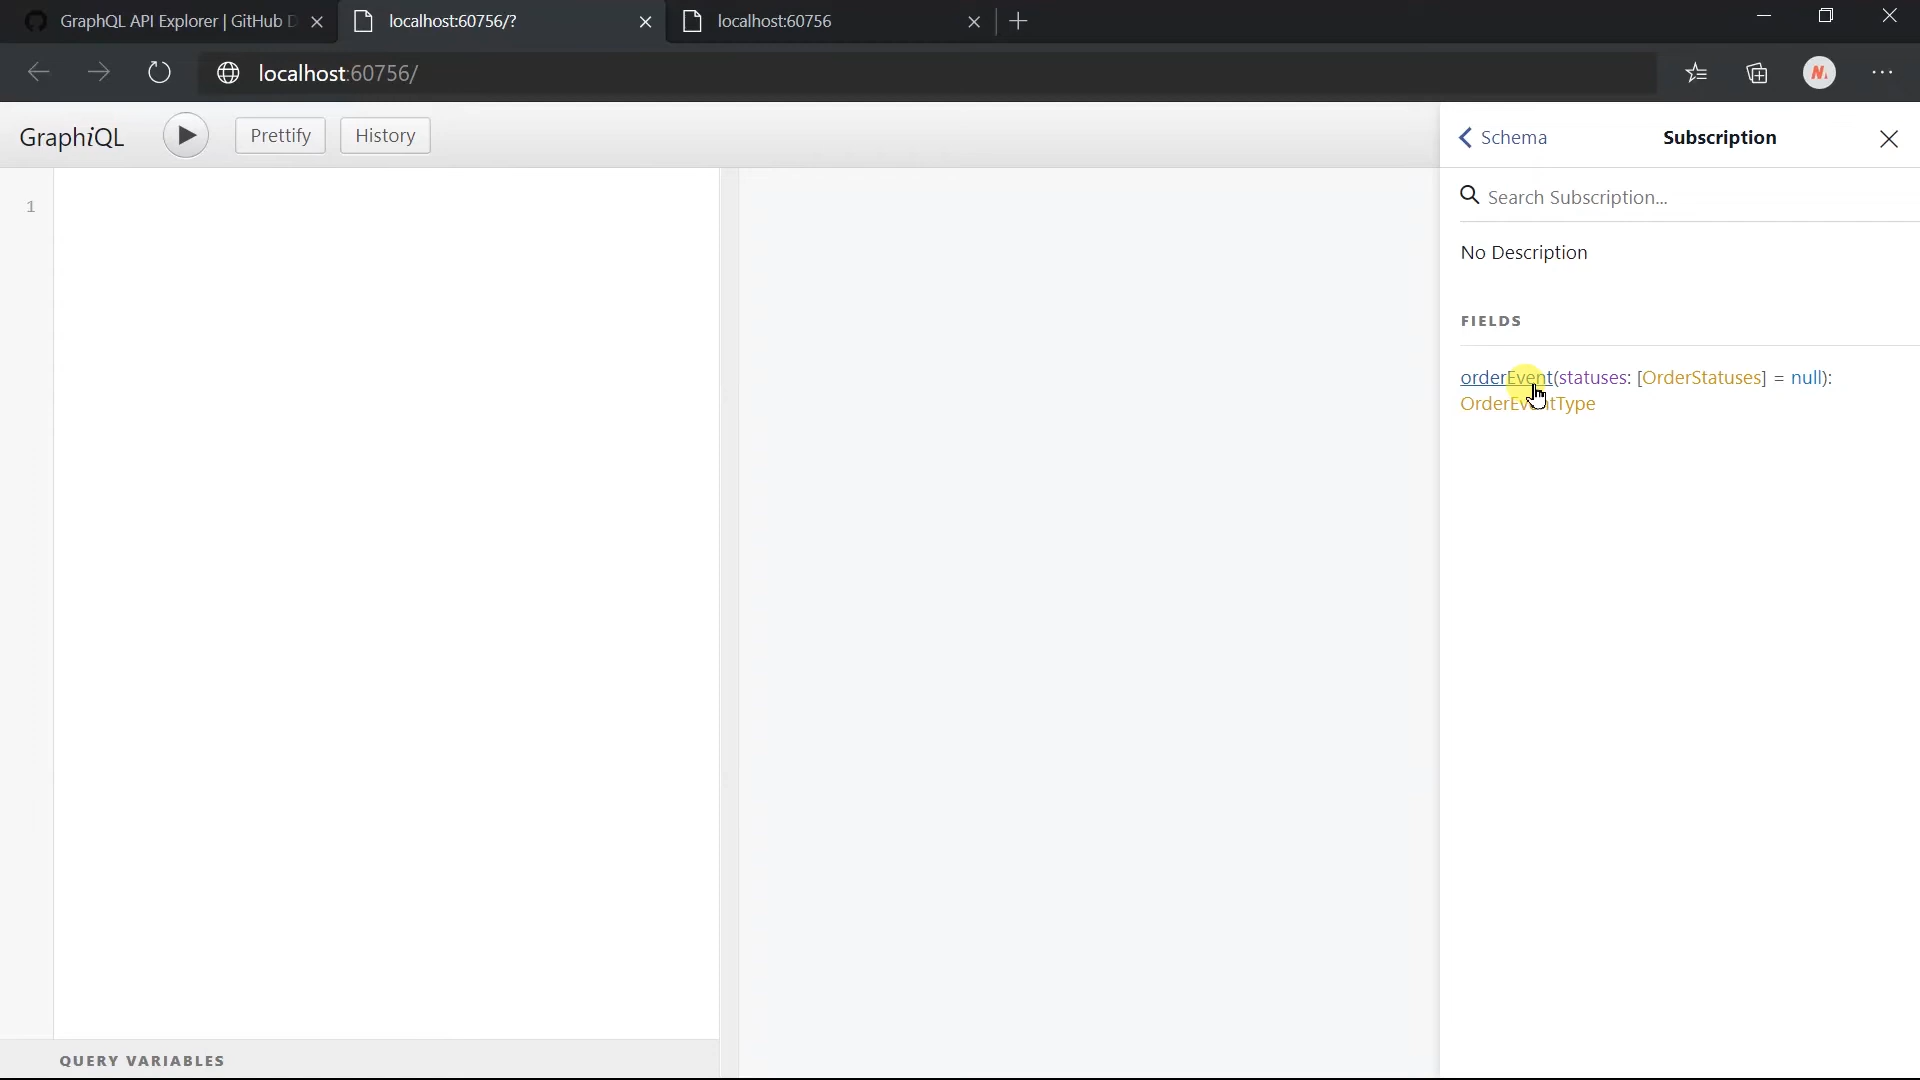 GraphQL API Explorer | GitHub D
localhost:60756/?
localhost:60756
localhost:60756/
GraphiQL
Prettify
History
Schema
Subscription
Search Subscription...
1
No Description
FIELDS
orderEvent(statuses: [OrderStatuses] = null):
OrderEventType
QUERY VARIABLES